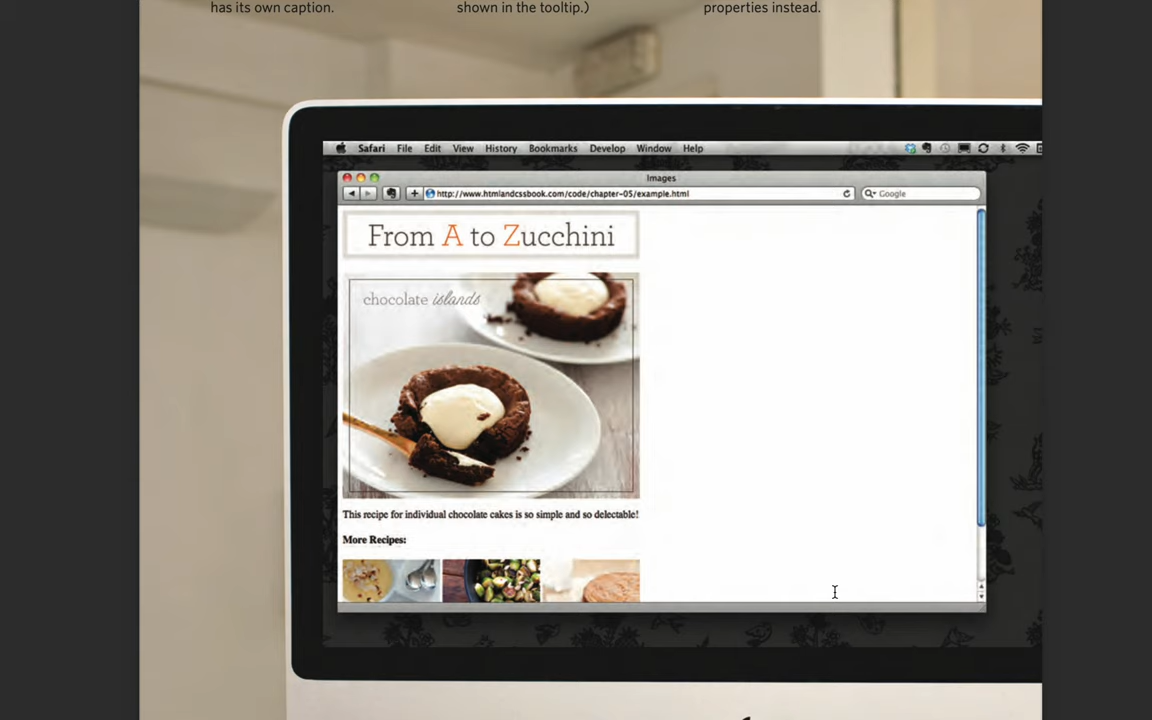 has its own caption.
shown in the tooltip.)
properties instead.
Safari File Edit View History Bookmarks Develop Window Help
Images
http://www.htmlandcssbook.com/code/chapter-05/example.html
Google
From A to Zucchini
chocolate islands
This recipe for individual chocolate cakes is so simple and so delectable!
More Recipes: